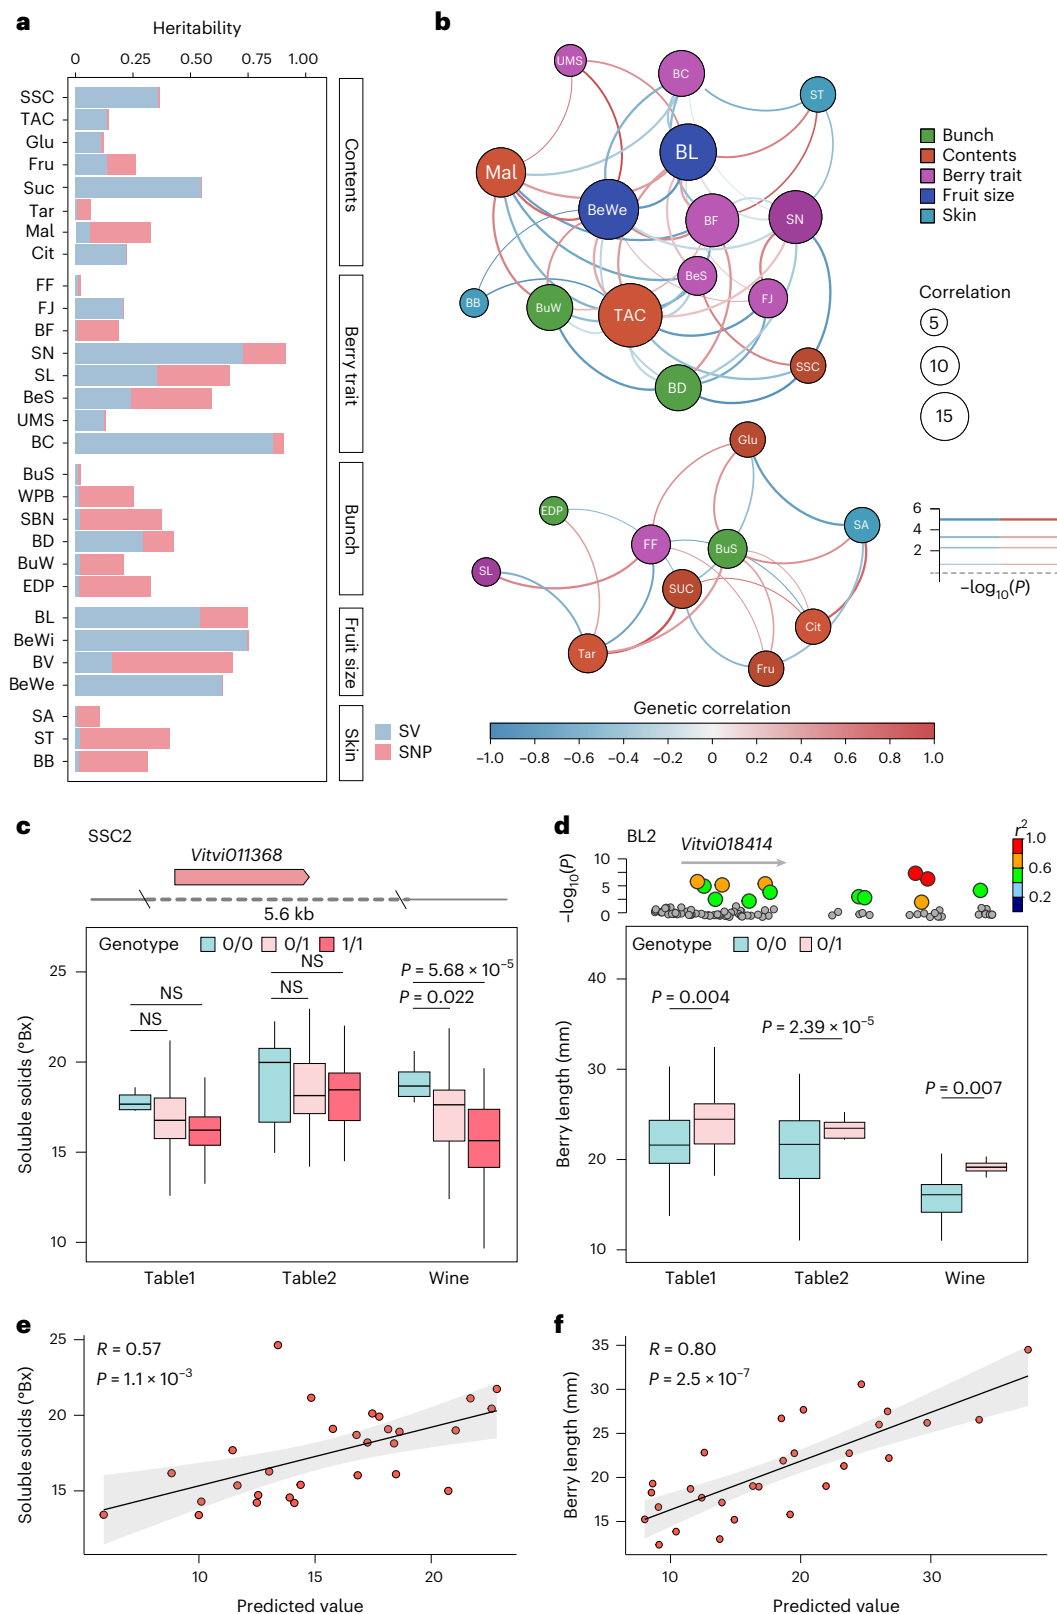 a
Heritability
0 0.25 0.50 0.75 1.00
SSC
TAC
Glu
Fru
Suc
Tar
Mal
Cit
Contents
FF
FJ
BF
SN
SL
BeS
UMS
BC
Berry trait
BuS
WPB
SBN
BD
BuW
EDP
Bunch
BL
BeWi
BV
BeWe
Fruit size
SA
ST
BB
Skin
SV
SNP
b
UMS
BC
ST
BL
Mal
BeWe
BF
SN
BeS
BB
BuW
TAC
FJ
SSC
BD
Bunch
Contents
Berry trait
Fruit size
Skin
Correlation
5
10
15
Glu
EDP
SA
FF
BuS
SL
SUC
Cit
Tar
Fru
6
4
2
−log10(P)
Genetic correlation
−1.0 −0.8 −0.6 −0.4 −0.2 0 0.2 0.4 0.6 0.8 1.0
c
SSC2
Vitvi011368
5.6 kb
Genotype 0/0 0/1 1/1
NS
NS
NS
NS
P = 5.68 × 10−5
P = 0.022
Soluble solids (°Bx)
25
20
15
10
Table1 Table2 Wine
d
BL2
Vitvi018414
−log10(P)
10
5
0
r2
1.0
0.6
0.2
Genotype 0/0 0/1
P = 0.004
P = 2.39 × 10−5
P = 0.007
Berry length (mm)
40
30
20
10
Table1 Table2 Wine
e
R = 0.57
P = 1.1 × 10−3
Soluble solids (°Bx)
25
20
15
10 15 20
Predicted value
f
R = 0.80
P = 2.5 × 10−7
Berry length (mm)
35
30
25
20
15
10 20 30
Predicted value